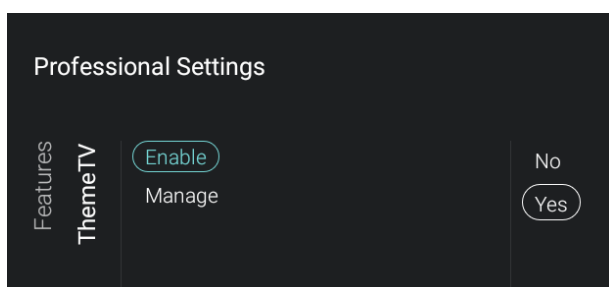 Professional Settings
Features
ThemeTV
Enable
Manage
No
Yes